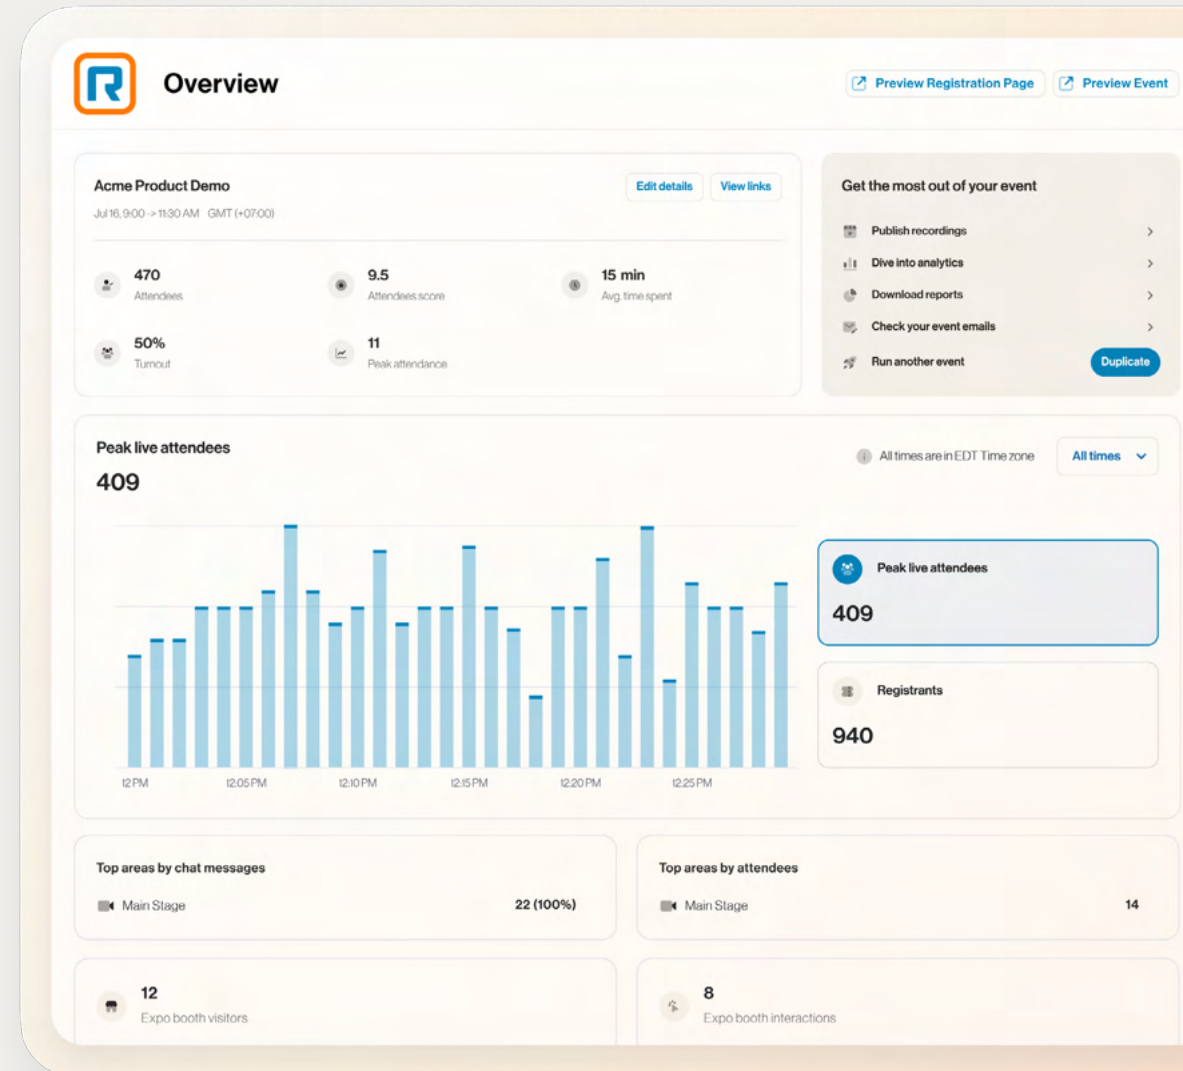 R
Overview
Preview Registration Page
Preview Event
Acme Product Demo
Edit details
View links
Jul 16, 9:00 -> 11:30 AM GMT (+07:00)
470
Attendees
9.5
Attendees score
15 min
Avg. time spent
50%
Turnout
11
Peak attendance
Get the most out of your event
Publish recordings
Dive into analytics
Download reports
Check your event emails
Run another event
Duplicate
Peak live attendees
409
All times are in EDT Time zone
All times
12 PM
12:05 PM
12:10 PM
12:15 PM
12:20 PM
12:25 PM
Peak live attendees
409
Registrants
940
Top areas by chat messages
Main Stage
22 (100%)
Top areas by attendees
Main Stage
14
12
Expo booth visitors
8
Expo booth interactions